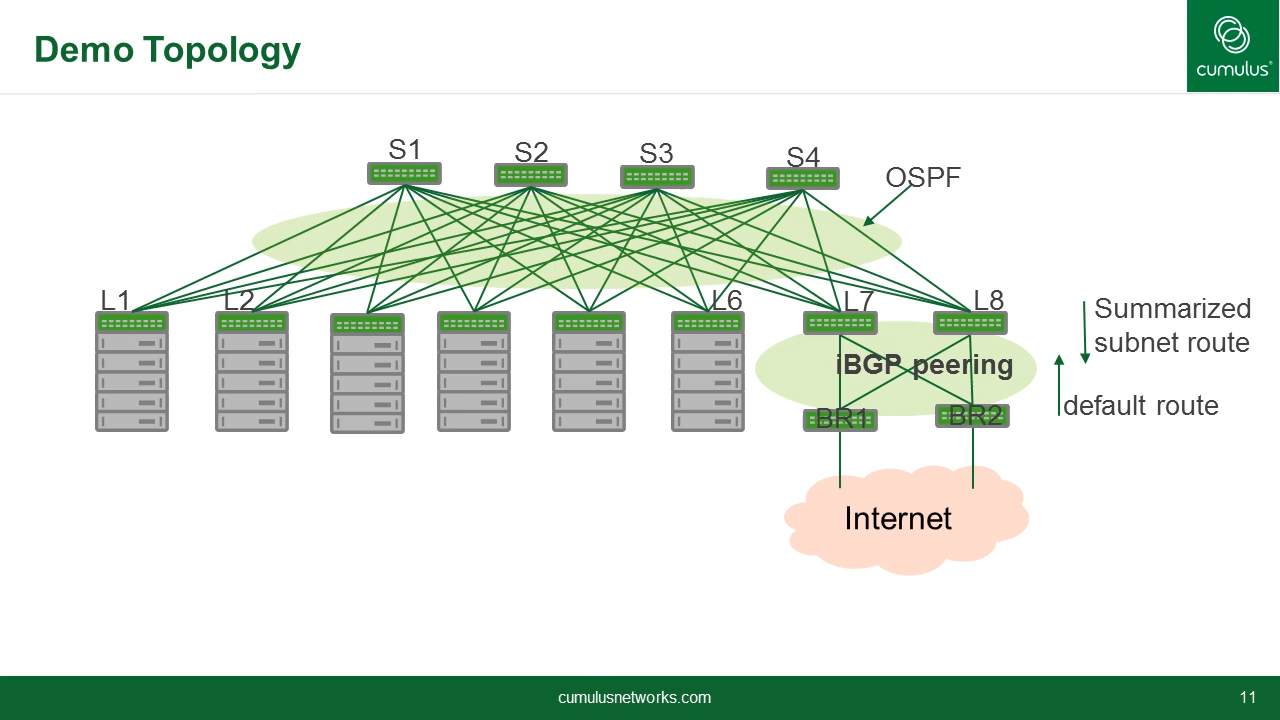 Demo Topology
cumulus®
S1
S2
S3
S4
OSPF
L1
L2
L6
L7
L8
Summarized
subnet route
iBGP peering
default route
BR1
BR2
Internet
cumulusnetworks.com
11